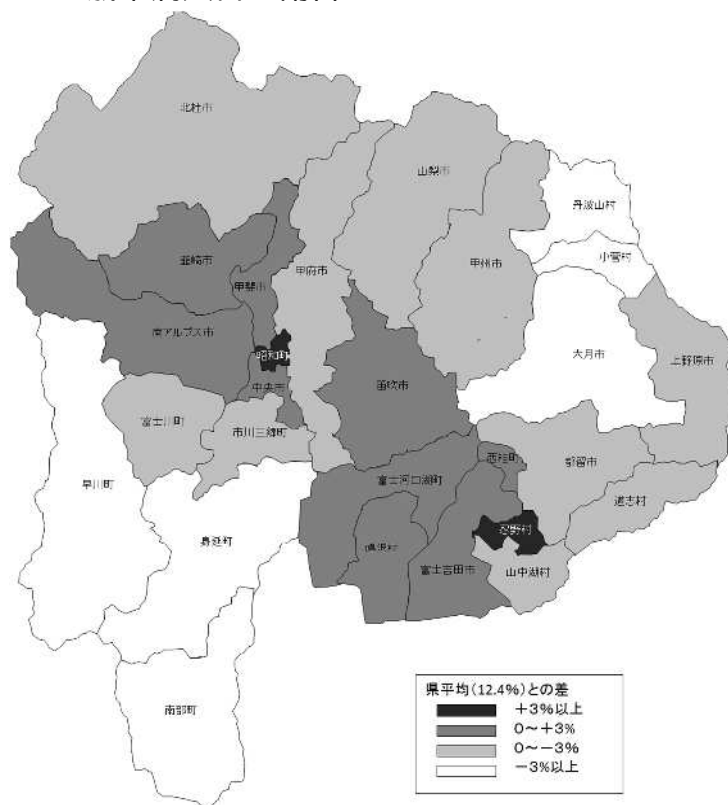 北杜市
山梨市
丹波山村
小菅村
韮崎市
甲斐市
甲府市
甲州市
南アルプス市
昭和町
大月市
上野原市
中央市
笛吹市
富士川町
市川三郷町
西桂町
都留市
早川町
富士河口湖町
道志村
身延町
鳴沢村
忍野村
富士吉田市
山中湖村
南部町
県平均(12.4%)との差
+3%以上
0~+3%
0~-3%
-3%以上